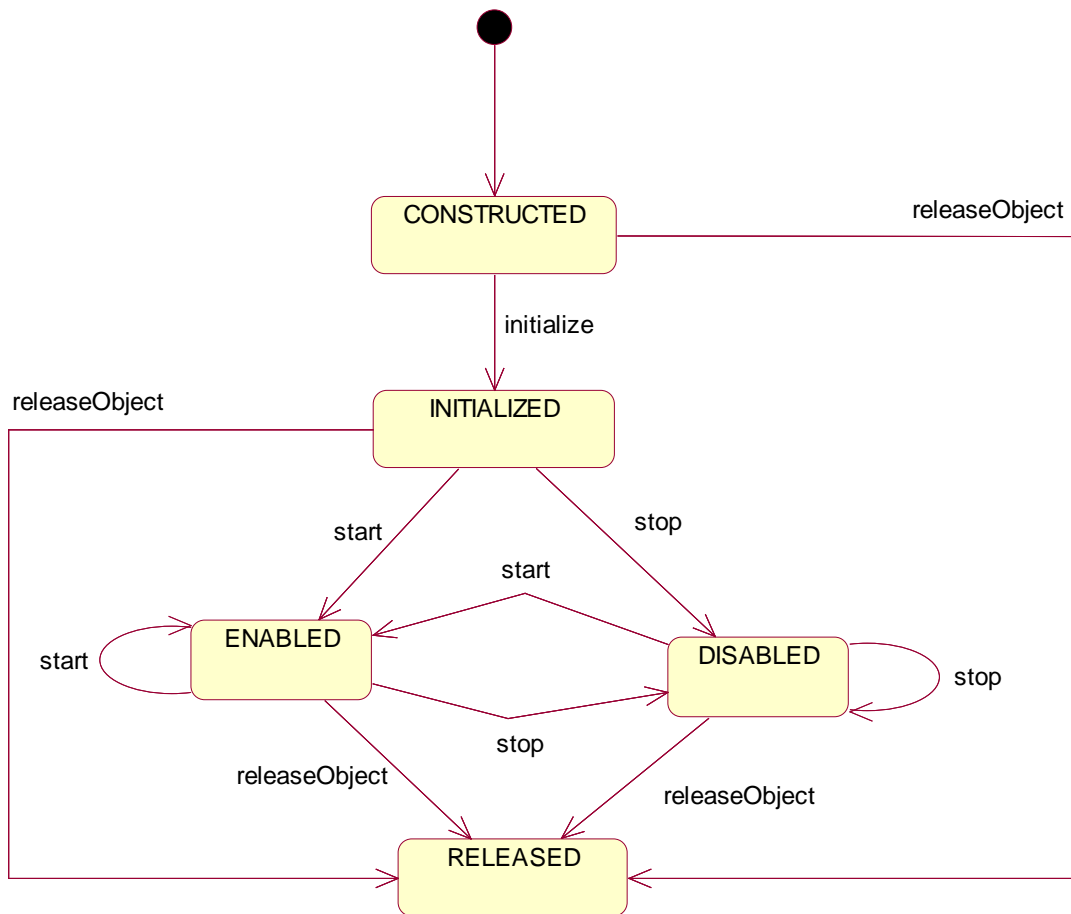 CONSTRUCTED
releaseObject
initialize
releaseObject
INITIALIZED
start
stop
start
ENABLED
DISABLED
start
stop
stop
releaseObject
releaseObject
RELEASED